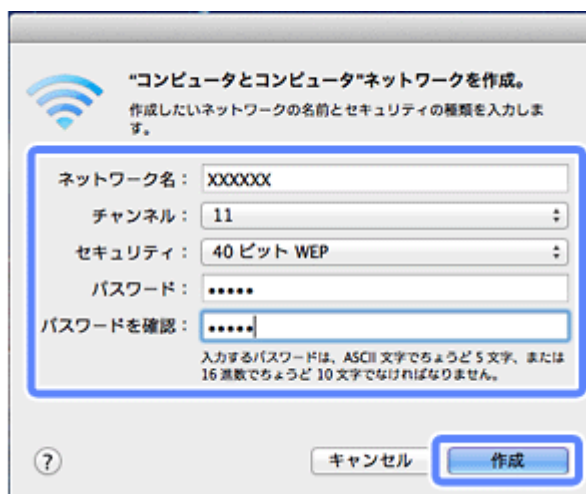 “コンピュータとコンピュータ”ネットワークを作成。
作成したいネットワークの名前とセキュリティの種類を入力しま
す。
ネットワーク名： XXXXXX
チャンネル： 11
セキュリティ： 40 ビット WEP
パスワード： •••••
パスワードを確認： •••••
入力するパスワードは、ASCII 文字でちょうど 5 文字、または
16 進数でちょうど 10 文字でなければなりません。
? キャンセル 作成